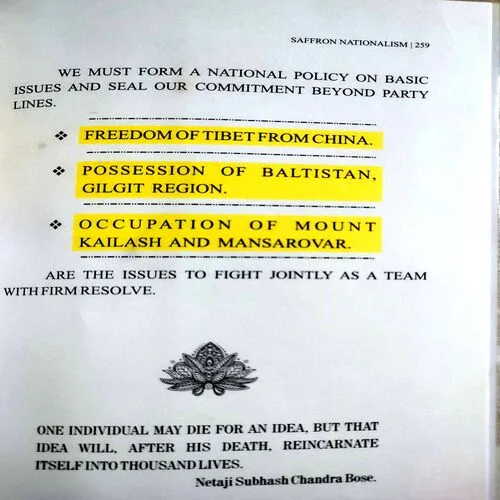 SAFFRON NATIONALISM | 259
WE MUST FORM A NATIONAL POLICY ON BASIC
ISSUES AND SEAL OUR COMMITMENT BEYOND PARTY
LINES.
❖ FREEDOM OF TIBET FROM CHINA.
❖ POSSESSION OF BALTISTAN,
GILGIT REGION.
❖ OCCUPATION OF MOUNT
KAILASH AND MANSAROVAR.
ARE THE ISSUES TO FIGHT JOINTLY AS A TEAM
WITH FIRM RESOLVE.
ONE INDIVIDUAL MAY DIE FOR AN IDEA, BUT THAT
IDEA WILL, AFTER HIS DEATH, REINCARNATE
ITSELF INTO THOUSAND LIVES.
Netaji Subhash Chandra Bose.